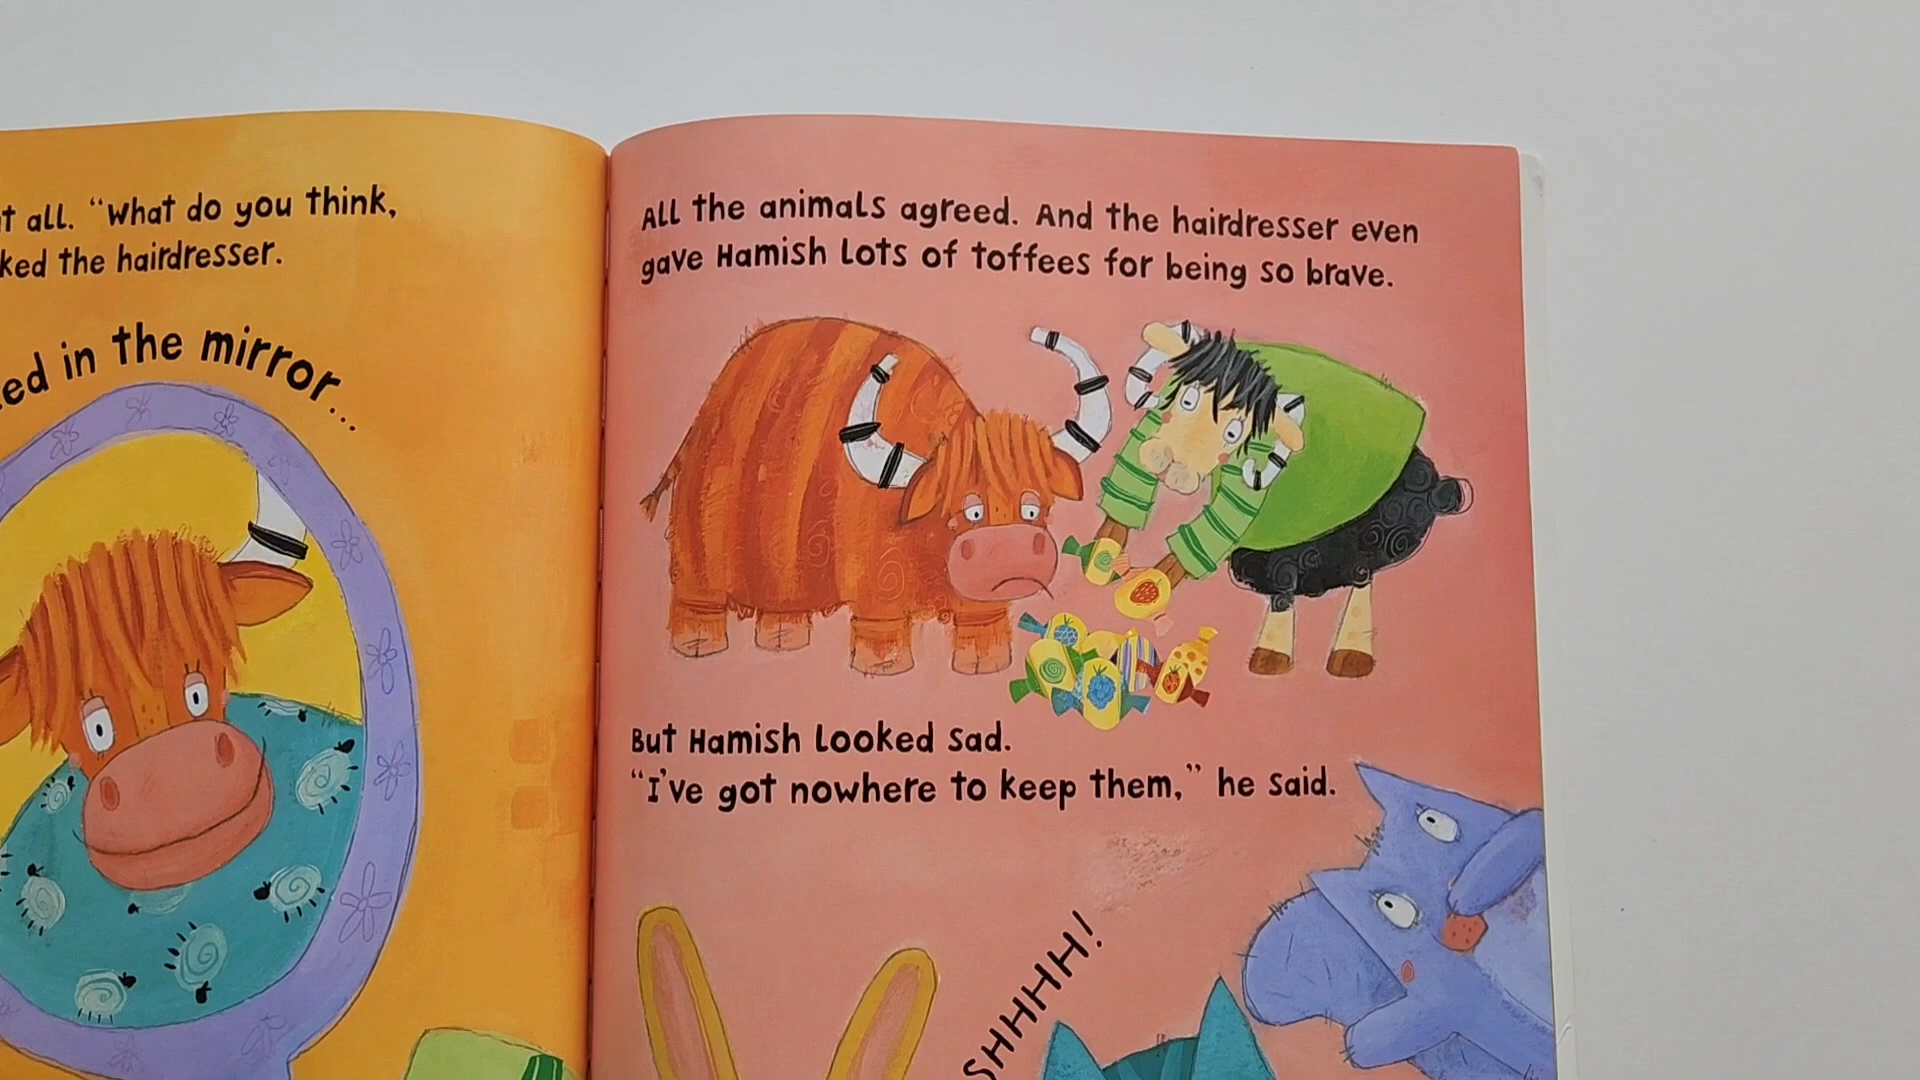 t all. “What do you think,
ked the hairdresser.
ed in the mirror...
All the animals agreed. And the hairdresser even
gave Hamish lots of toffees for being so brave.
But Hamish looked sad.
“I’ve got nowhere to keep them,” he said.
SHHHH!